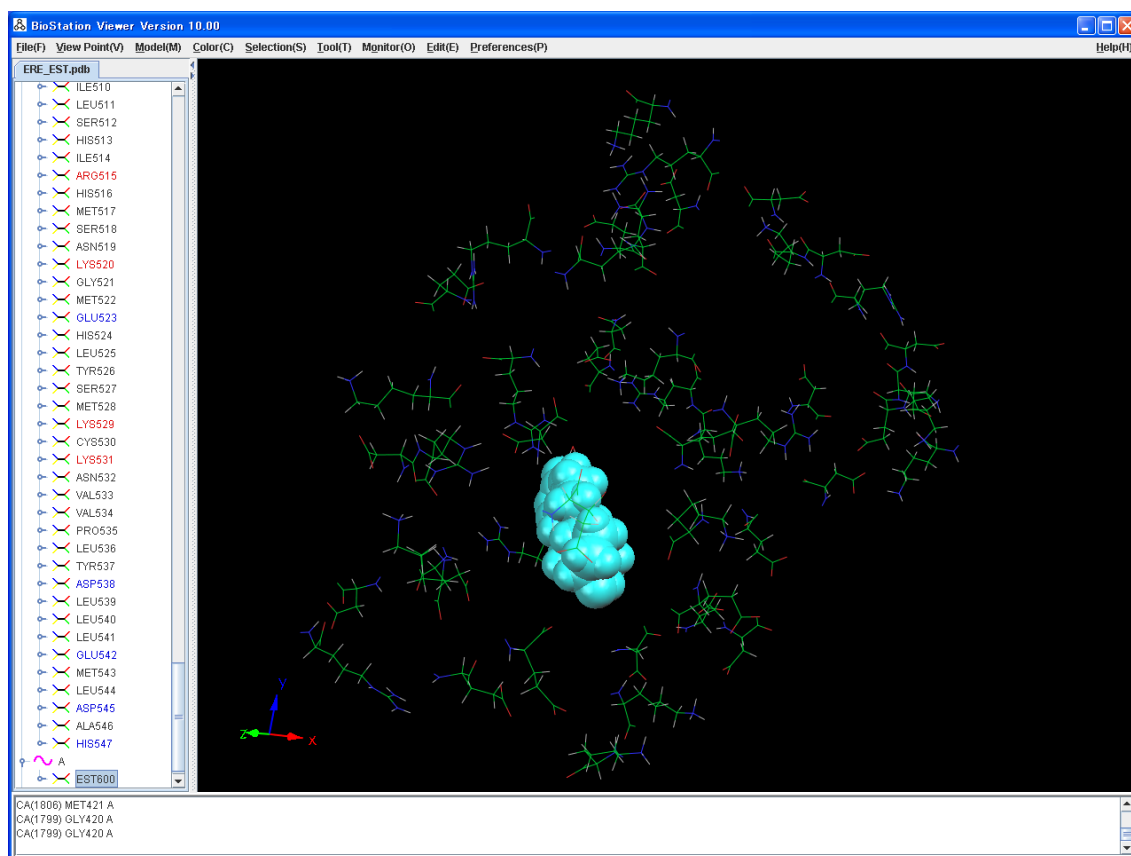 BioStation Viewer Version 10.00
File(F) View Point(V) Model(M) Color(C) Selection(S) Tool(T) Monitor(O) Edit(E) Preferences(P) Help(H)
ERE_EST.pdb
ILE510
LEU511
SER512
HIS513
ILE514
ARG515
HIS516
MET517
SER518
ASN519
LYS520
GLY521
MET522
GLU523
HIS524
LEU525
TYR526
SER527
MET528
LYS529
CYS530
LYS531
ASN532
VAL533
VAL534
PRO535
LEU536
TYR537
ASP538
LEU539
LEU540
LEU541
GLU542
MET543
LEU544
ASP545
ALA546
HIS547
A
EST600
Y
Z
X
CA(1806) MET421 A
CA(1799) GLY420 A
CA(1799) GLY420 A